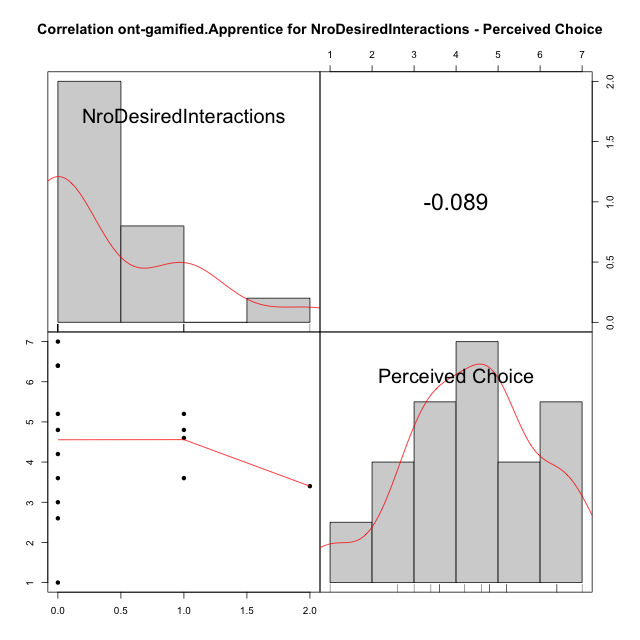 Correlation ont-gamified.Apprentice for NroDesiredInteractions - Perceived Choice
1 2 3 4 5 6 7
NroDesiredInteractions
-0.089
0.0 0.5 1.0 1.5 2.0
1 2 3 4 5 6 7
Perceived Choice
0.0 0.5 1.0 1.5 2.0